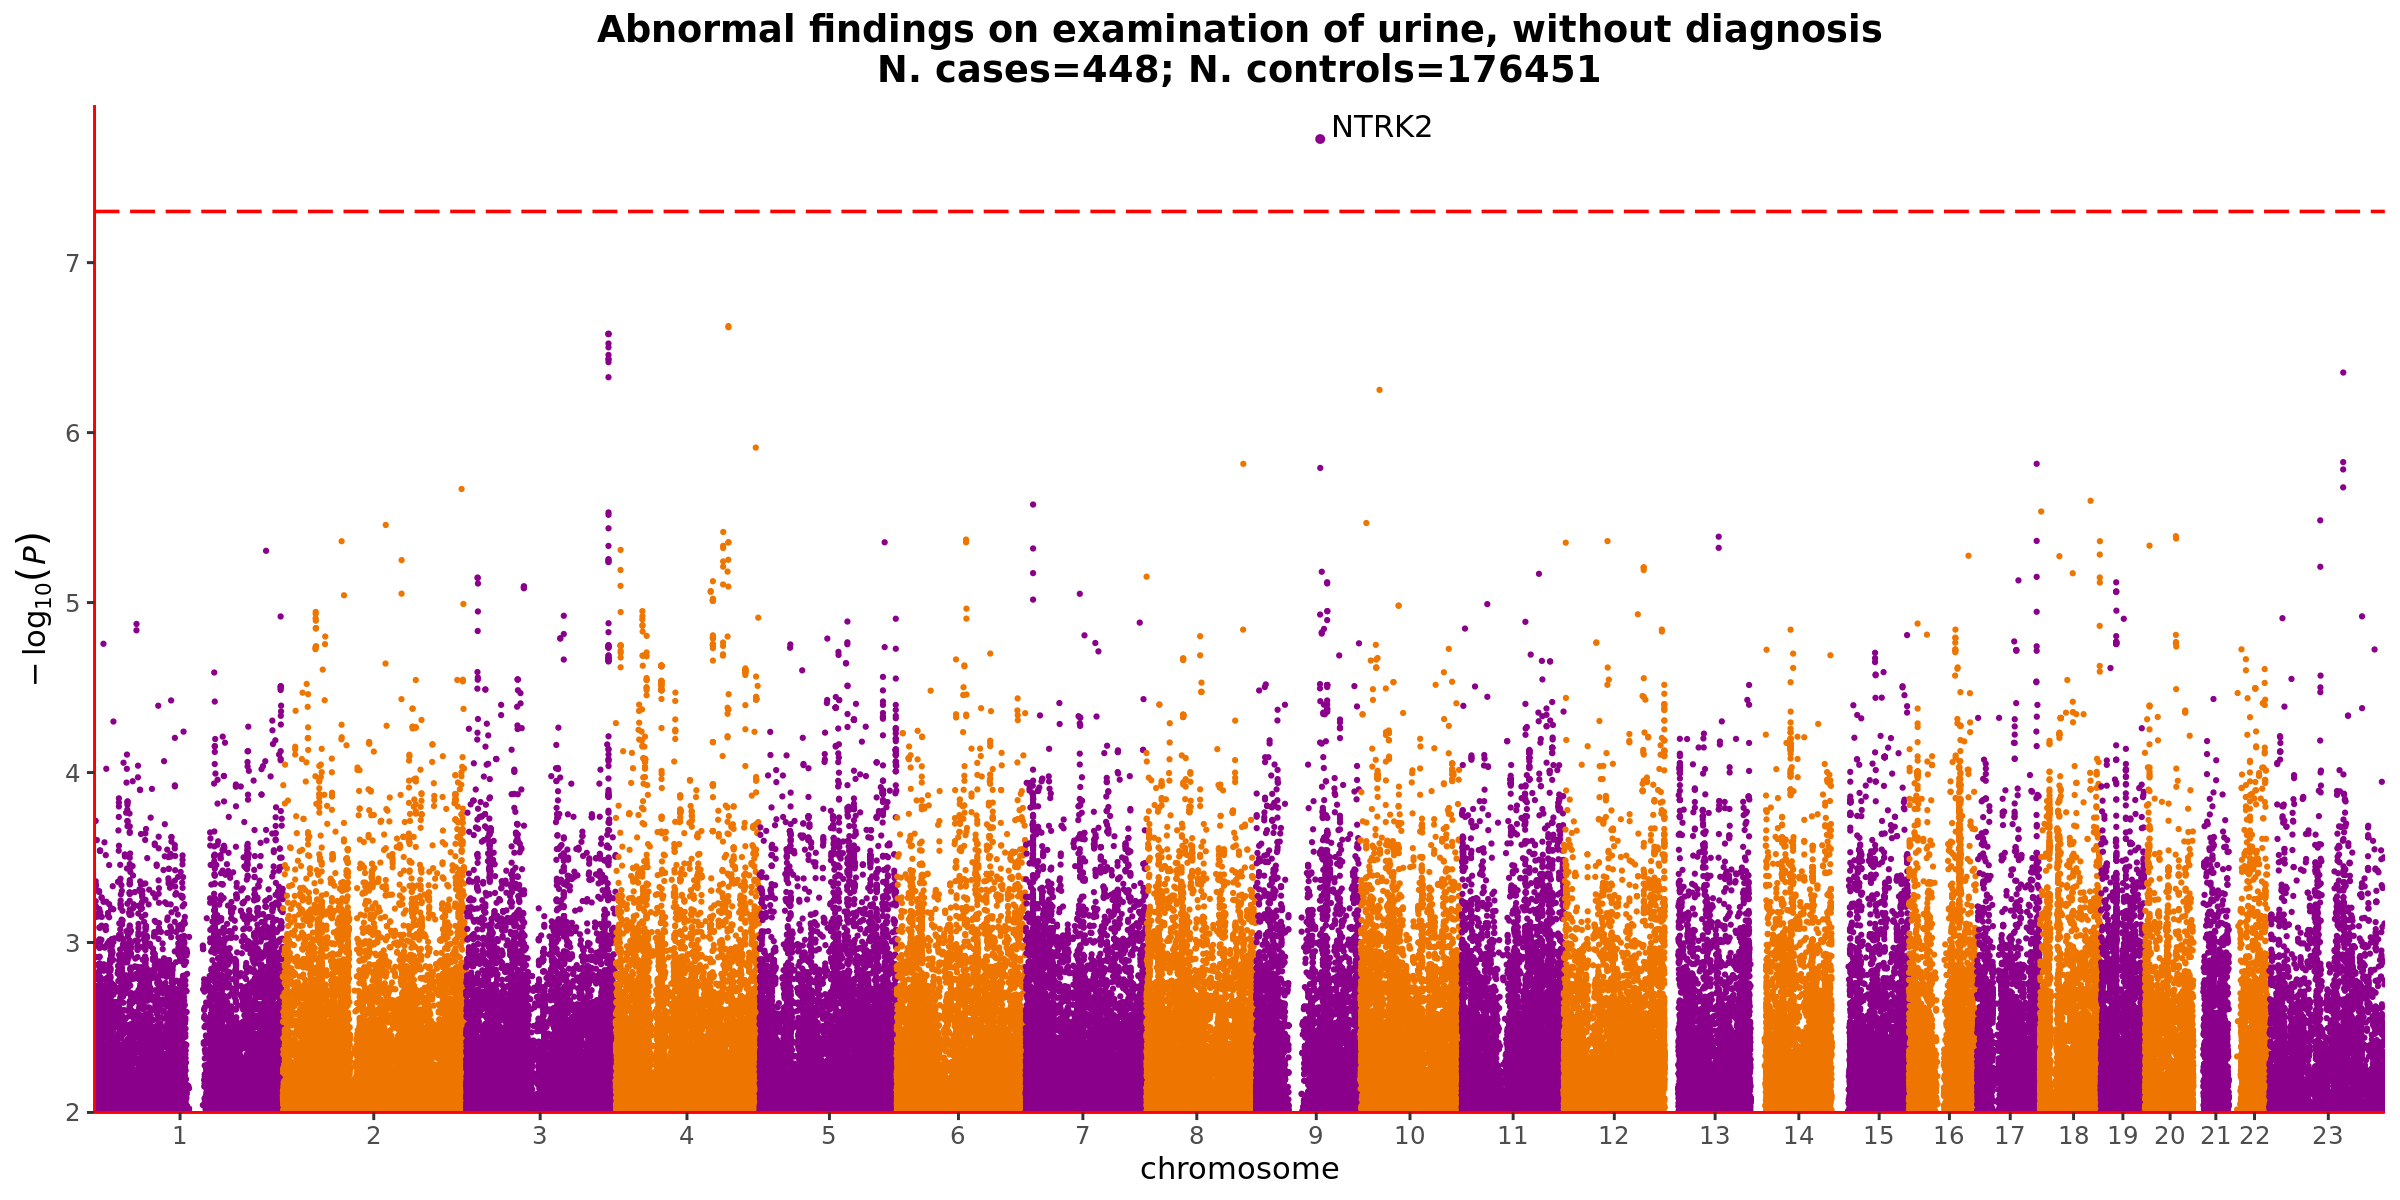 Abnormal findings on examination of urine, without diagnosis
N. cases=448; N. controls=176451
NTRK2
7
6
5
4
3
2
−log₁₀(P)
1 2 3 4 5 6 7 8 9 10 11 12 13 14 15 16 17 18 19 20 21 22 23
chromosome